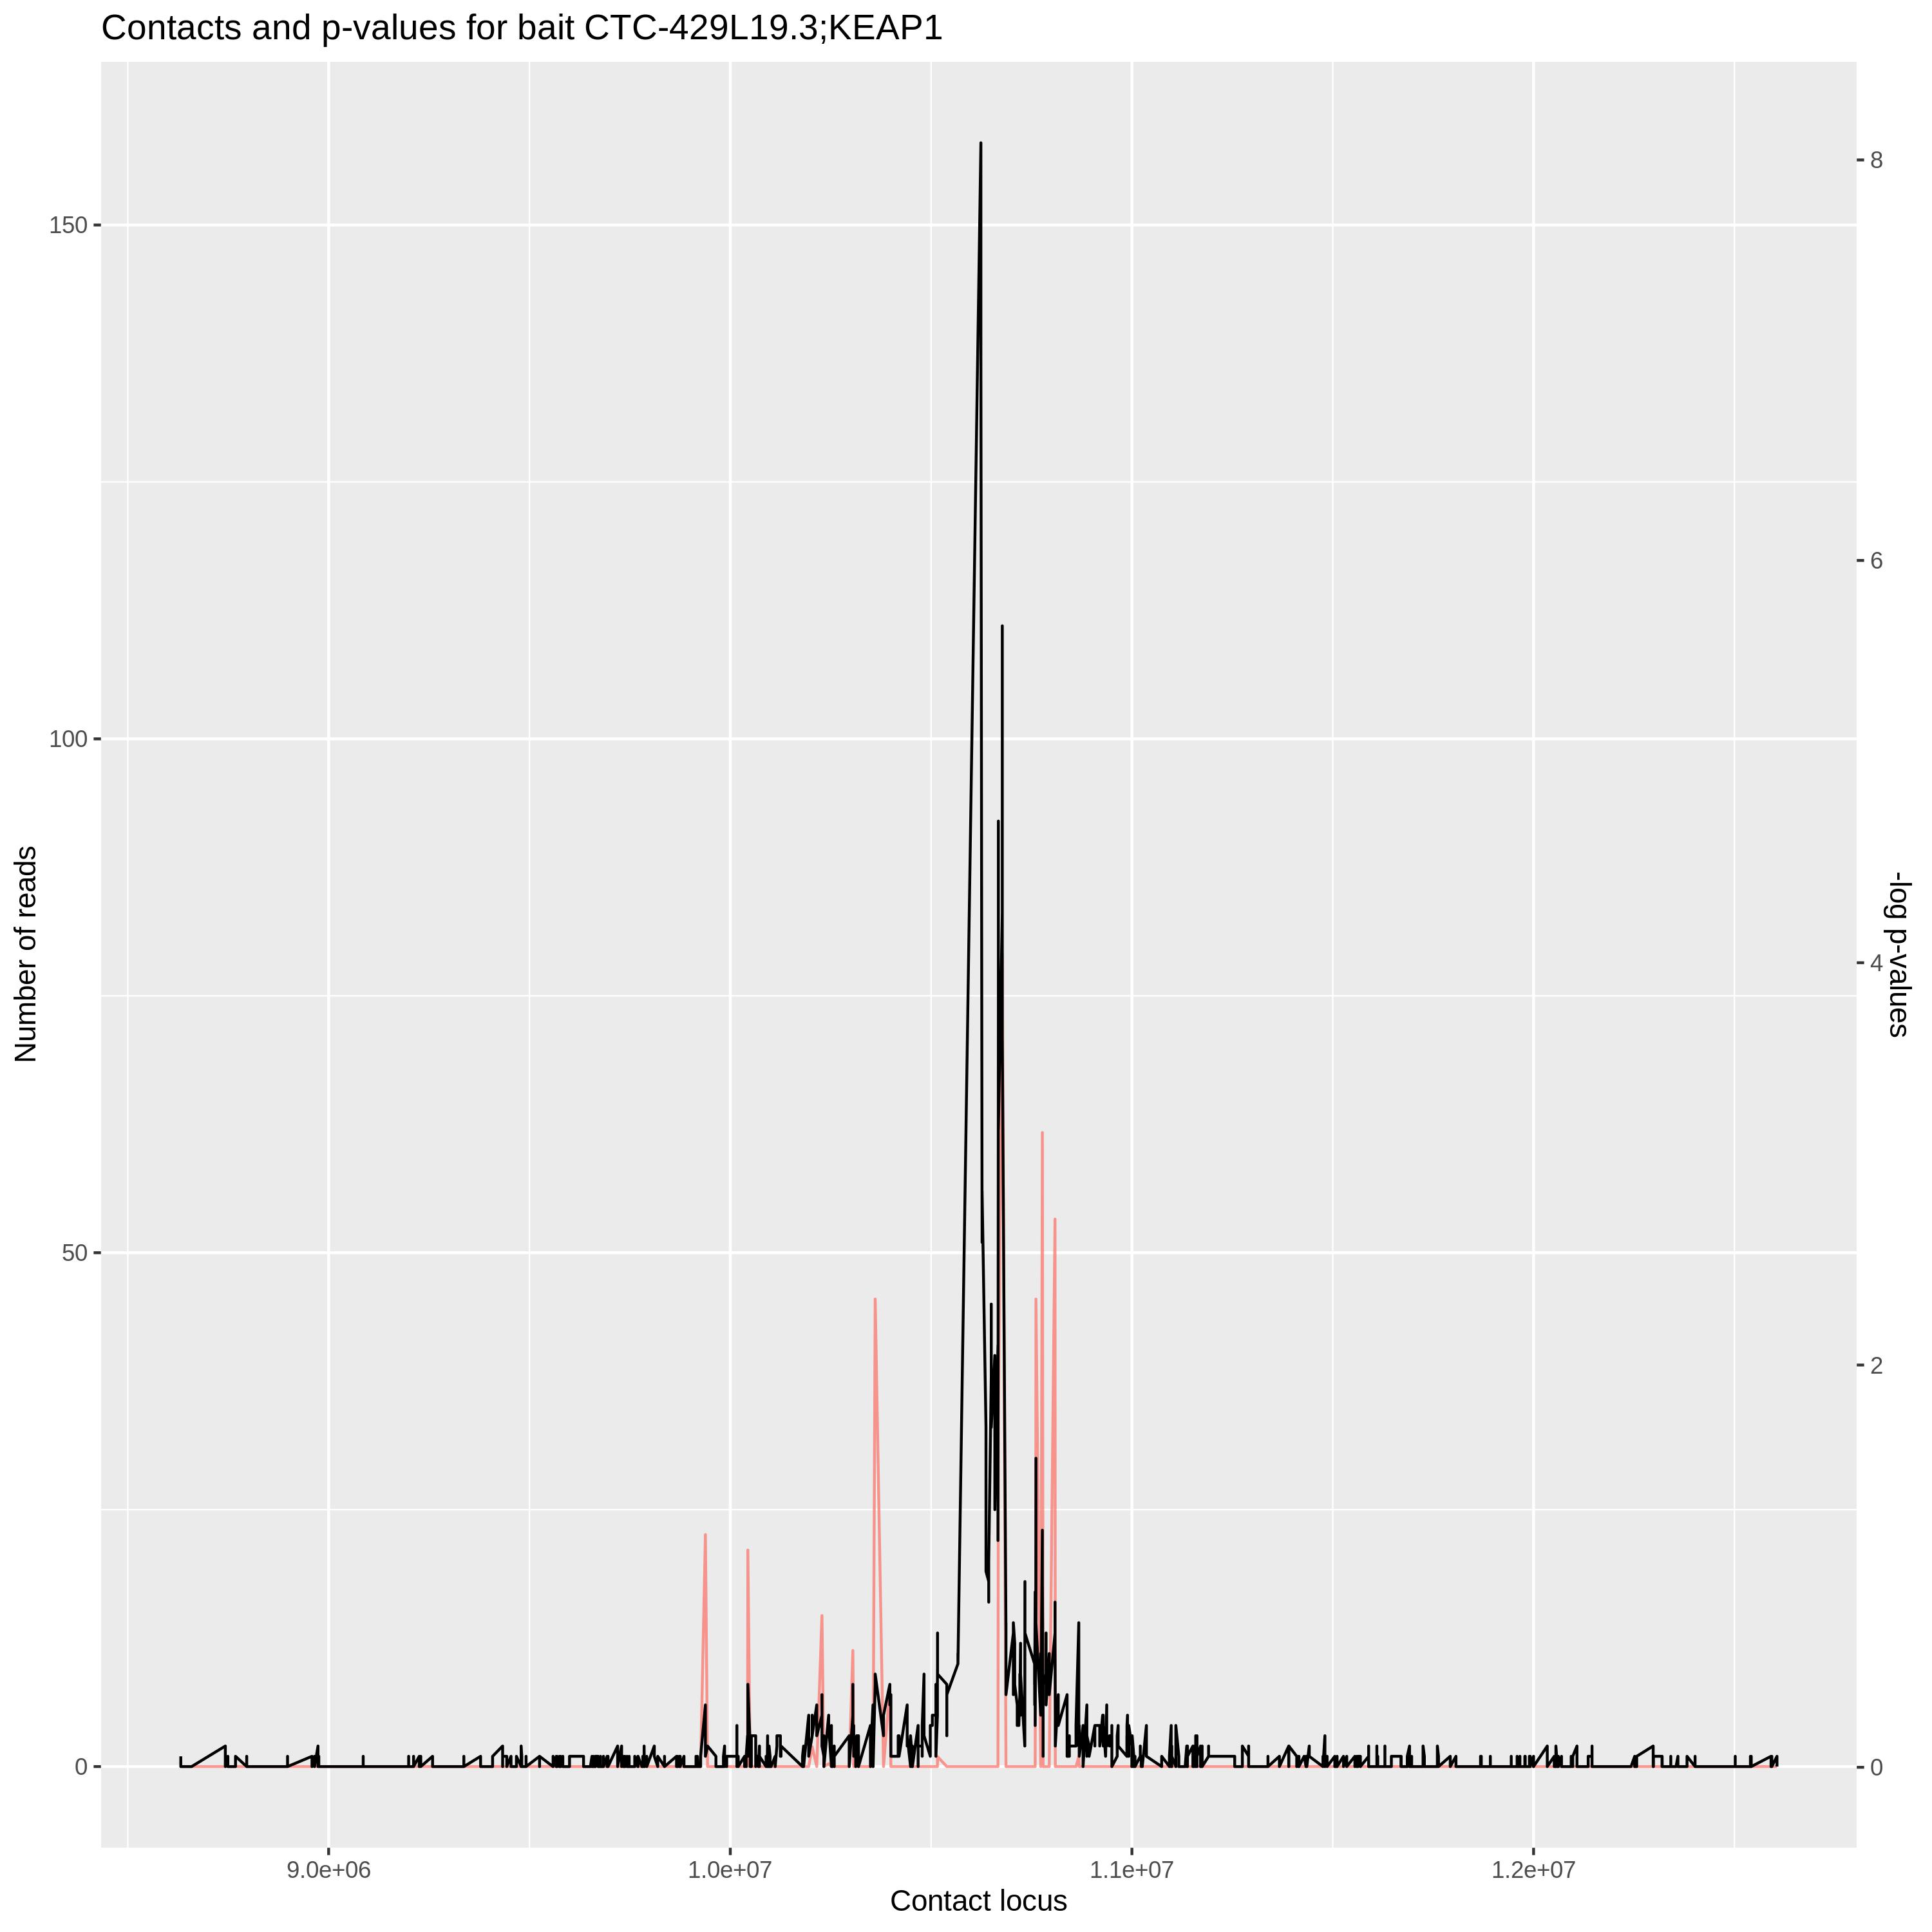 Contacts and p-values for bait CTC-429L19.3;KEAP1
Number of reads
150
100
50
0
8
6
4
2
0
-log p-values
9.0e+06
1.0e+07
1.1e+07
1.2e+07
Contact locus